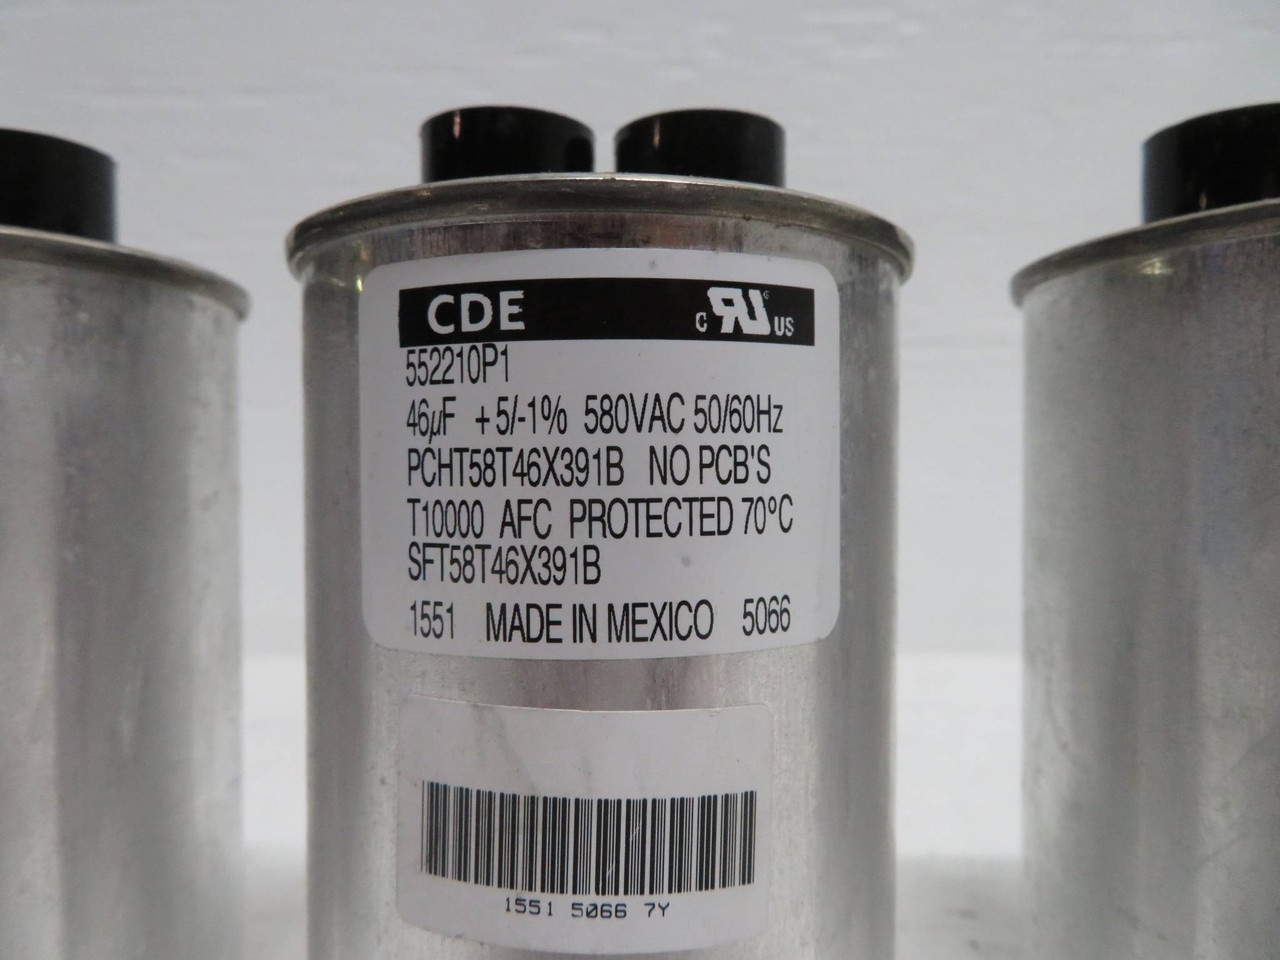 CDE
C RU ® US
552210P1
46µF +5/-1% 580VAC 50/60Hz
PCHT58T46X391B NO PCB'S
T10000 AFC PROTECTED 70°C
SFT58T46X391B
1551 MADE IN MEXICO 5066
1551 5066 7Y